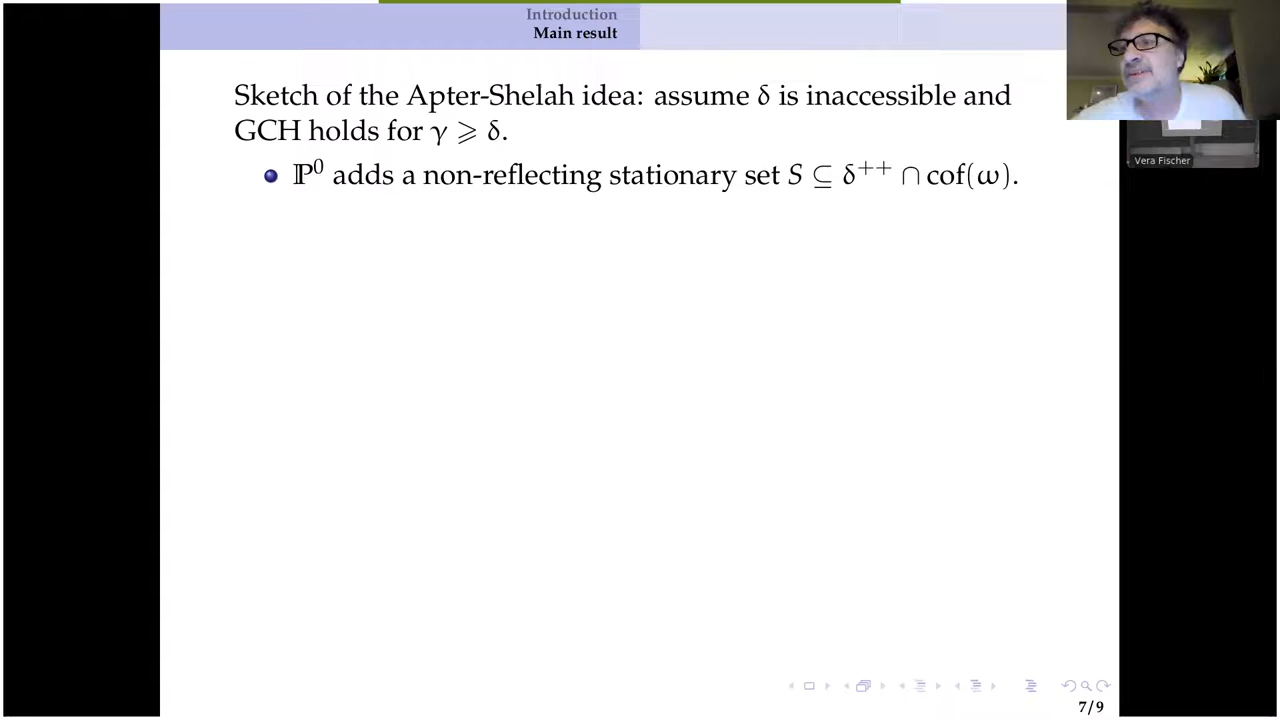 Introduction
Main result
Sketch of the Apter-Shelah idea: assume δ is inaccessible and
GCH holds for γ ⩾ δ.
ℙ⁰ adds a non-reflecting stationary set S ⊆ δ⁺⁺ ∩ cof(ω).
Vera Fischer
7/9